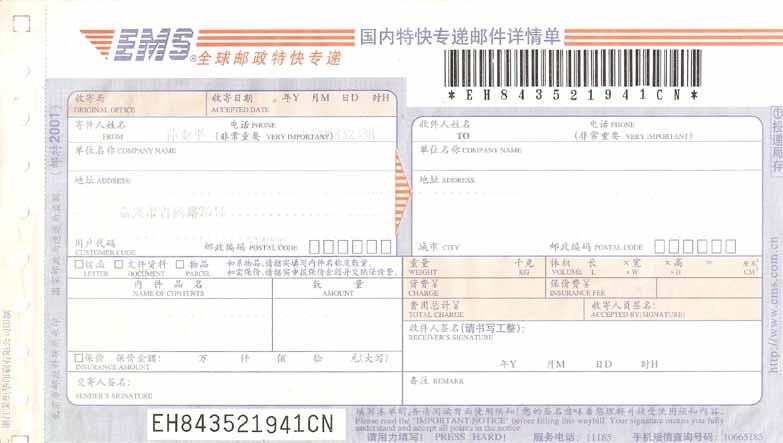 EMS® 全球邮政特快专递
国内特快专递邮件详情单
*EH843521941CN*
收寄局 ORIGINAL OFFICE
收寄日期 ACCEPTED DATE 年Y 月M 日D 时H
寄件人姓名 FROM
电话 PHONE (非常重要 VERY IMPORTANT)
单位名称 COMPANY NAME
地址 ADDRESS
用户代码 CUSTOMER CODE
邮政编码 POSTAL CODE
收件人姓名 TO
电话 PHONE (非常重要 VERY IMPORTANT)
单位名称 COMPANY NAME
地址 ADDRESS
城市 CITY
邮政编码 POSTAL CODE
信函 LETTER 文件资料 DOCUMENT 物品 PARCEL
如系物品,请据实填写内件名称及数量.
如需保价,请据实申报保价金额并交纳保价费.
内件品名 NAME OF CONTENTS
数量 AMOUNT
保价 保价金额: 万 仟 佰 拾 元(大写)
INSURANCE AMOUNT
交寄人签名:
SENDER'S SIGNATURE
重量 WEIGHT 千克 KG
体积 VOLUME 长 L ×宽 ×W ×高 ×H = 厘米³ CM³
资费¥ CHARGE
保价费¥ INSURANCE FEE
费用总计¥ TOTAL CHARGE
收寄人员签名: ACCEPTED BY(SIGNATURE)
收件人签名(请书写工整):
RECEIVER'S SIGNATURE
年Y 月M 日D 时H
备注 REMARK
EH843521941CN
填写本单前,务请阅读背面使用须知!您的签名意味着您理解并接受使用须知内容.
Please read the "IMPORTANT NOTICE" before filling this waybill. Your signature means you fully
understand and accept all points in the notice
请用力填写! PRESS HARD! 服务电话: 11185 手机短信查询号码: 10665185
①投递局存
http://www.ems.com.cn
(邮特2001)